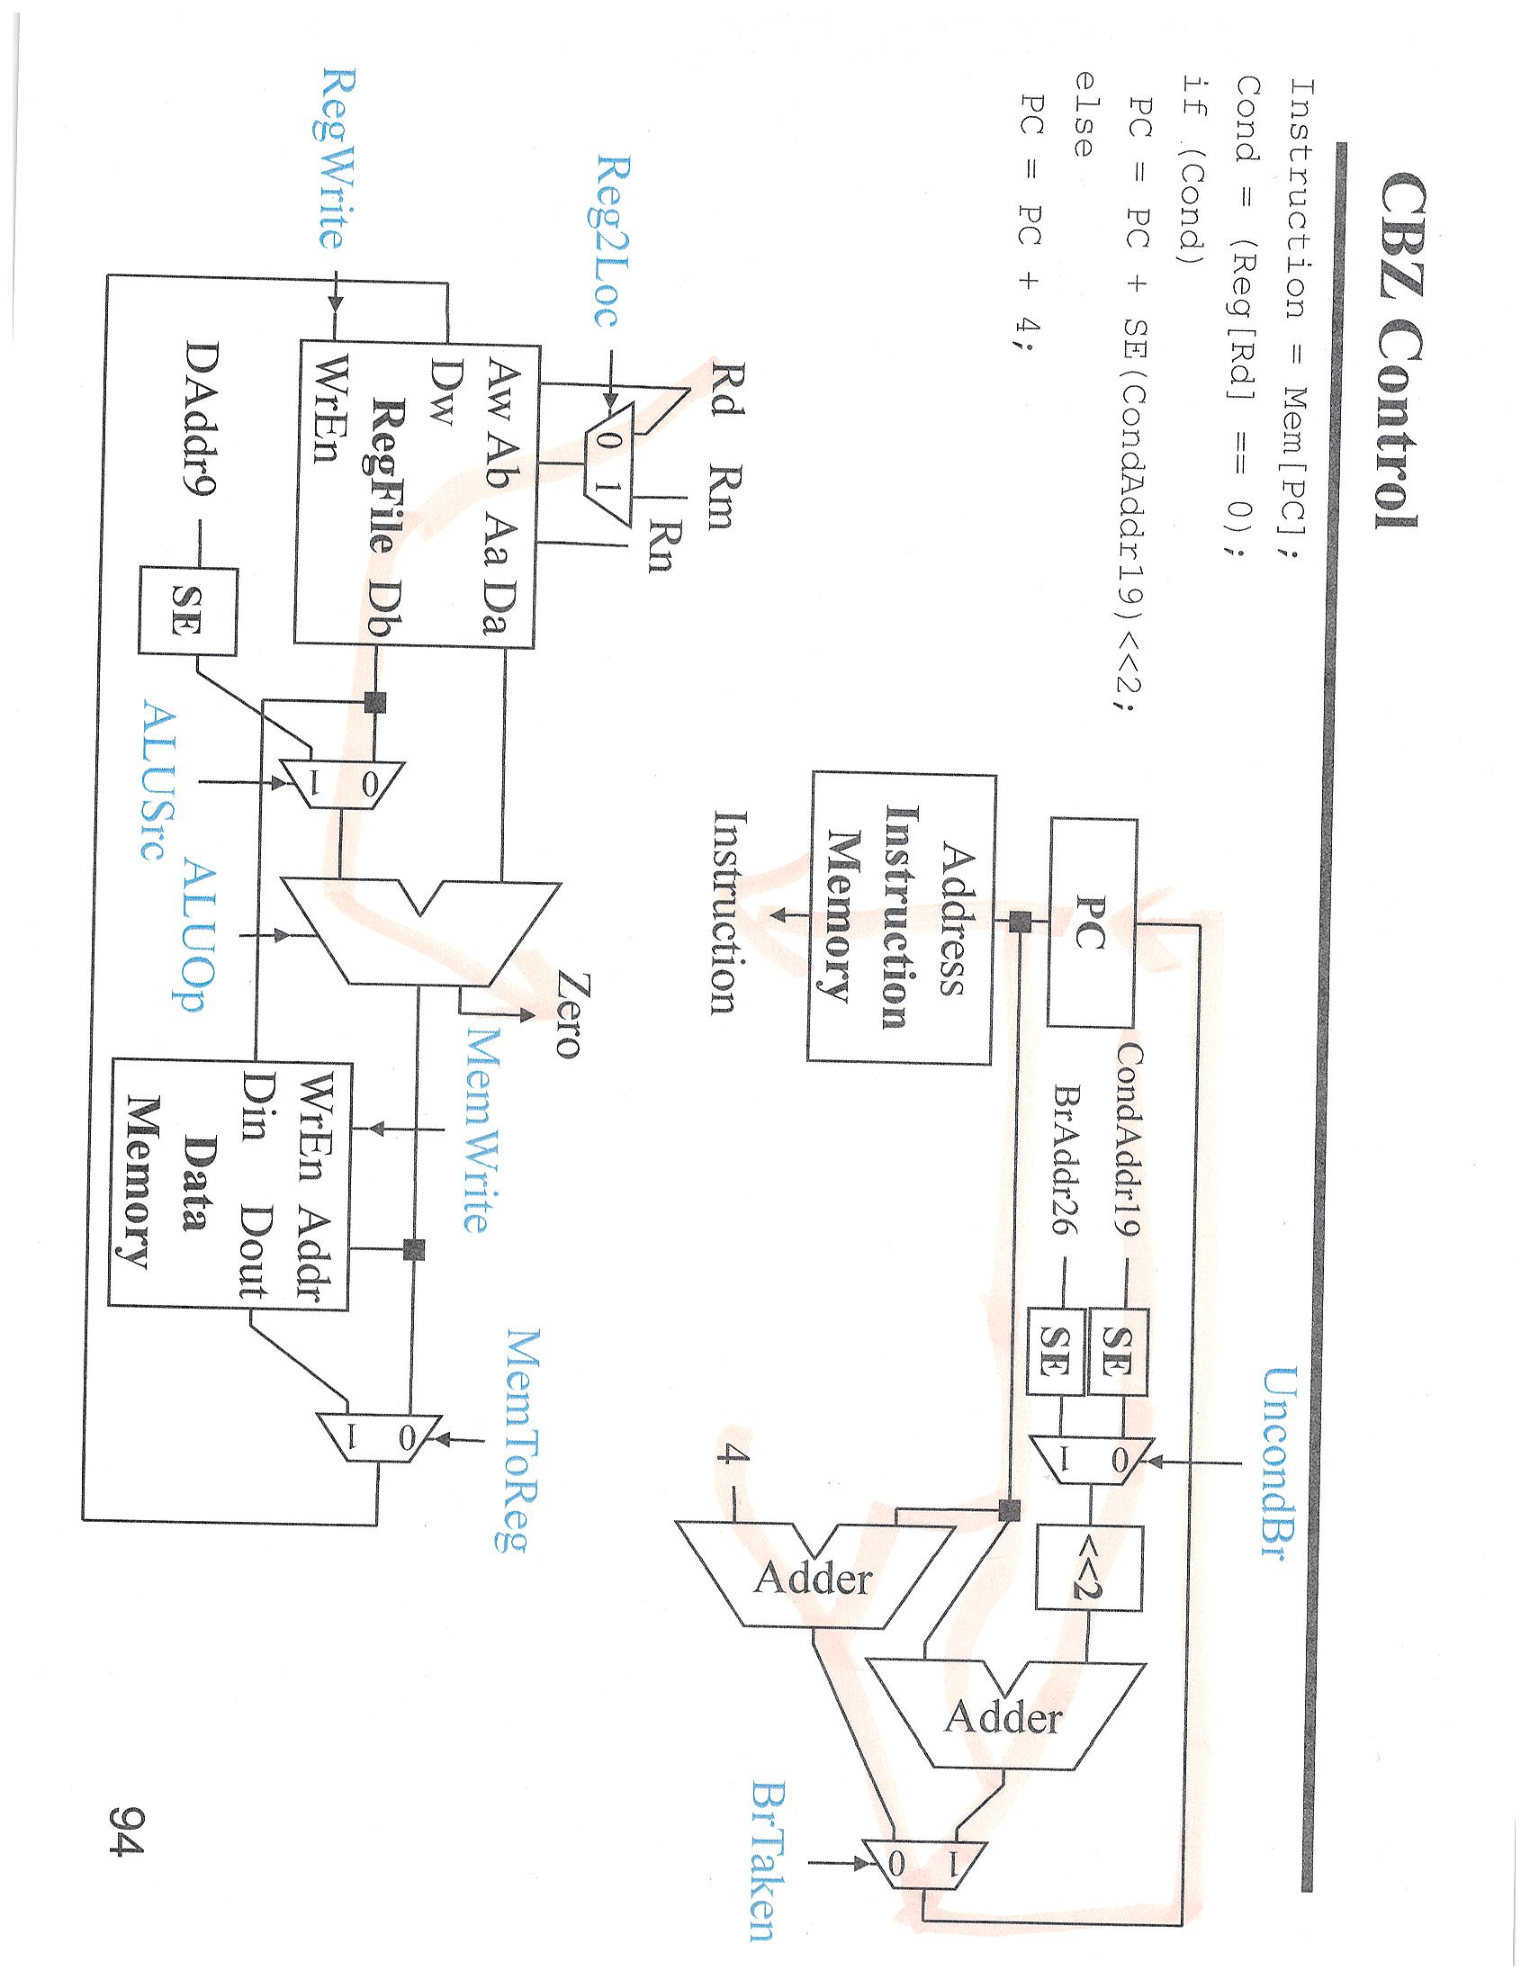 CBZ Control
Instruction = Mem[PC];
Cond = (Reg[Rd] == 0);
if (Cond)
PC = PC + SE(CondAddr19)<<2;
else
PC = PC + 4;
UncondBr
CondAddr19
SE
0
BrAddr26
SE
1
<<2
PC
Address
Instruction
Memory
Instruction
Adder
4
Adder
1
0
BrTaken
Rd
Rm
Rn
Reg2Loc
0
1
RegWrite
Aw Ab Aa Da
Dw
RegFile Db
WrEn
DAddr9
SE
0
1
ALUSrc
ALUOp
Zero
MemWrite
WrEn Addr
Din Dout
Data
Memory
MemToReg
0
1
94